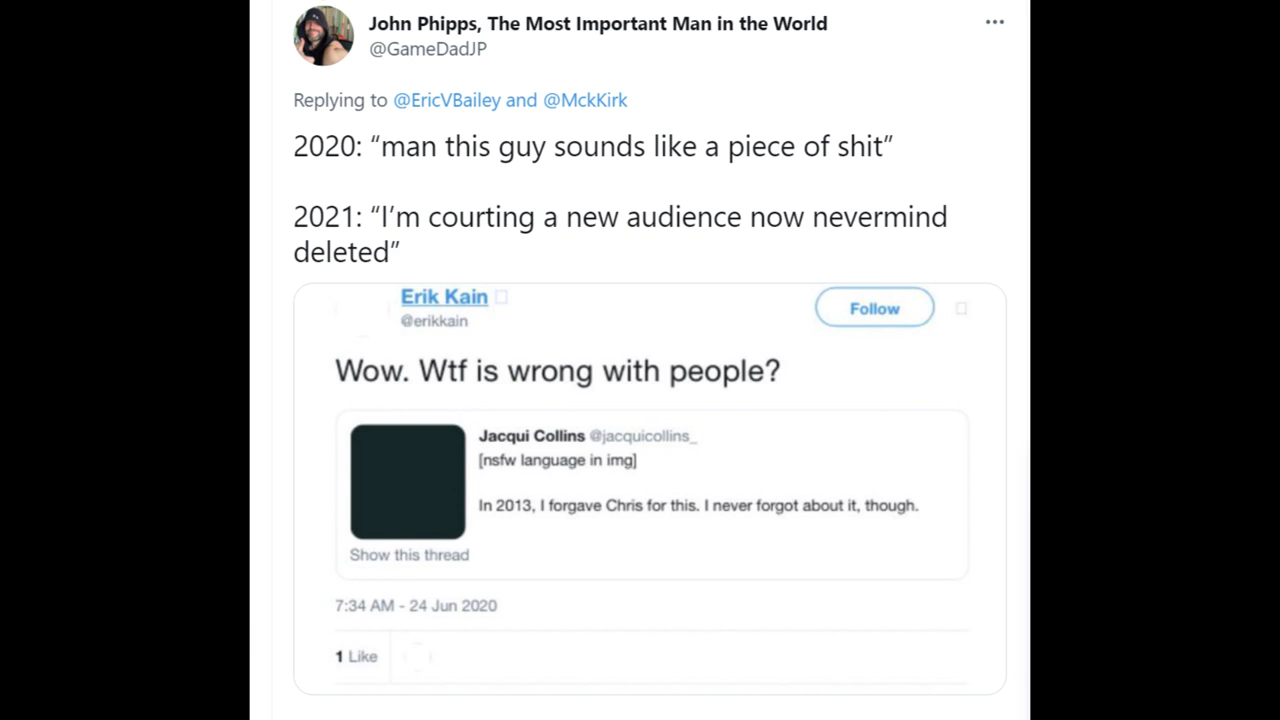 John Phipps, The Most Important Man in the World
@GameDadJP
Replying to @EricVBailey and @MckKirk
2020: “man this guy sounds like a piece of shit”
2021: “I’m courting a new audience now nevermind
deleted”
Erik Kain
@erikkain
Follow
Wow. Wtf is wrong with people?
Jacqui Collins @jacquicollins_
[nsfw language in img]
In 2013, I forgave Chris for this. I never forgot about it, though.
Show this thread
7:34 AM - 24 Jun 2020
1 Like